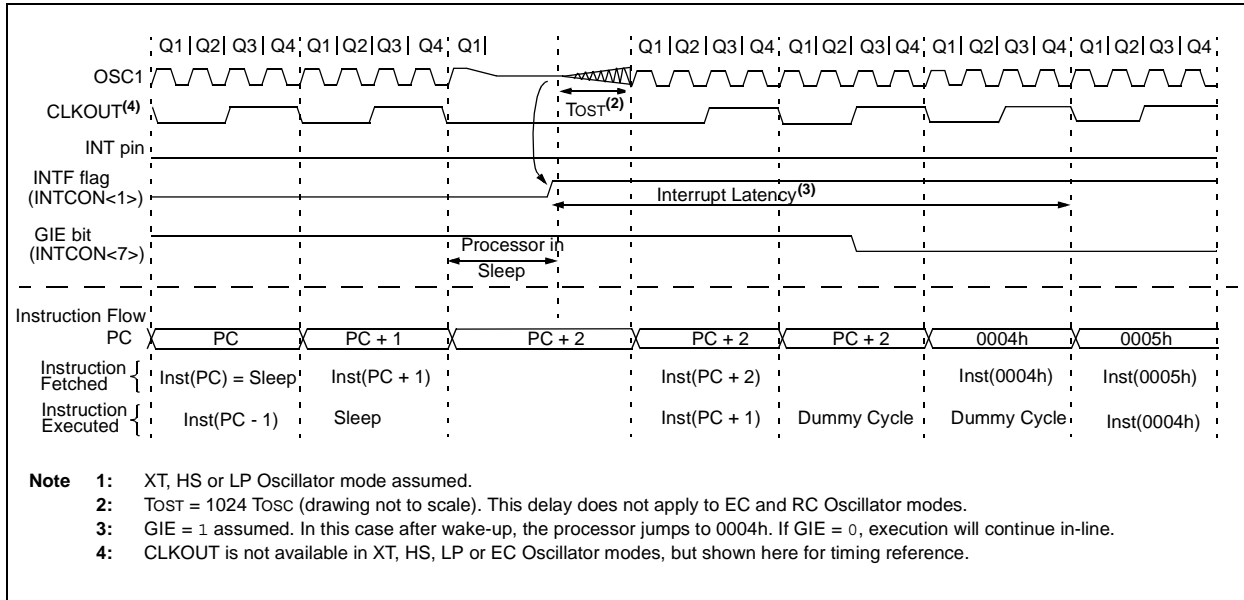 Q1 Q2 Q3 Q4 Q1 Q2 Q3 Q4 Q1 Q1 Q2 Q3 Q4 Q1 Q2 Q3 Q4 Q1 Q2 Q3 Q4 Q1 Q2 Q3 Q4
OSC1
CLKOUT(4)
TOST(2)
INT pin
INTF flag
(INTCON<1>)
Interrupt Latency(3)
GIE bit
(INTCON<7>)
Processor in
Sleep
Instruction Flow
PC PC PC + 1 PC + 2 PC + 2 PC + 2 0004h 0005h
Instruction
Fetched
Inst(PC) = Sleep Inst(PC + 1) Inst(PC + 2) Inst(0004h) Inst(0005h)
Instruction
Executed
Inst(PC - 1) Sleep Inst(PC + 1) Dummy Cycle Dummy Cycle Inst(0004h)
Note 1: XT, HS or LP Oscillator mode assumed.
2: TOST = 1024 TOSC (drawing not to scale). This delay does not apply to EC and RC Oscillator modes.
3: GIE = 1 assumed. In this case after wake-up, the processor jumps to 0004h. If GIE = 0, execution will continue in-line.
4: CLKOUT is not available in XT, HS, LP or EC Oscillator modes, but shown here for timing reference.